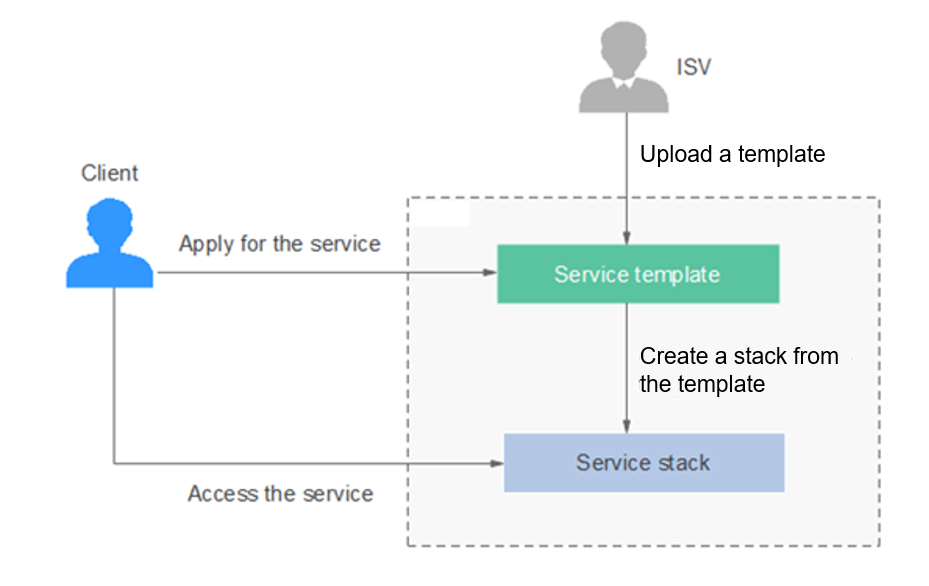 ISV
Upload a template
Client
Apply for the service
Service template
Create a stack from
the template
Service stack
Access the service